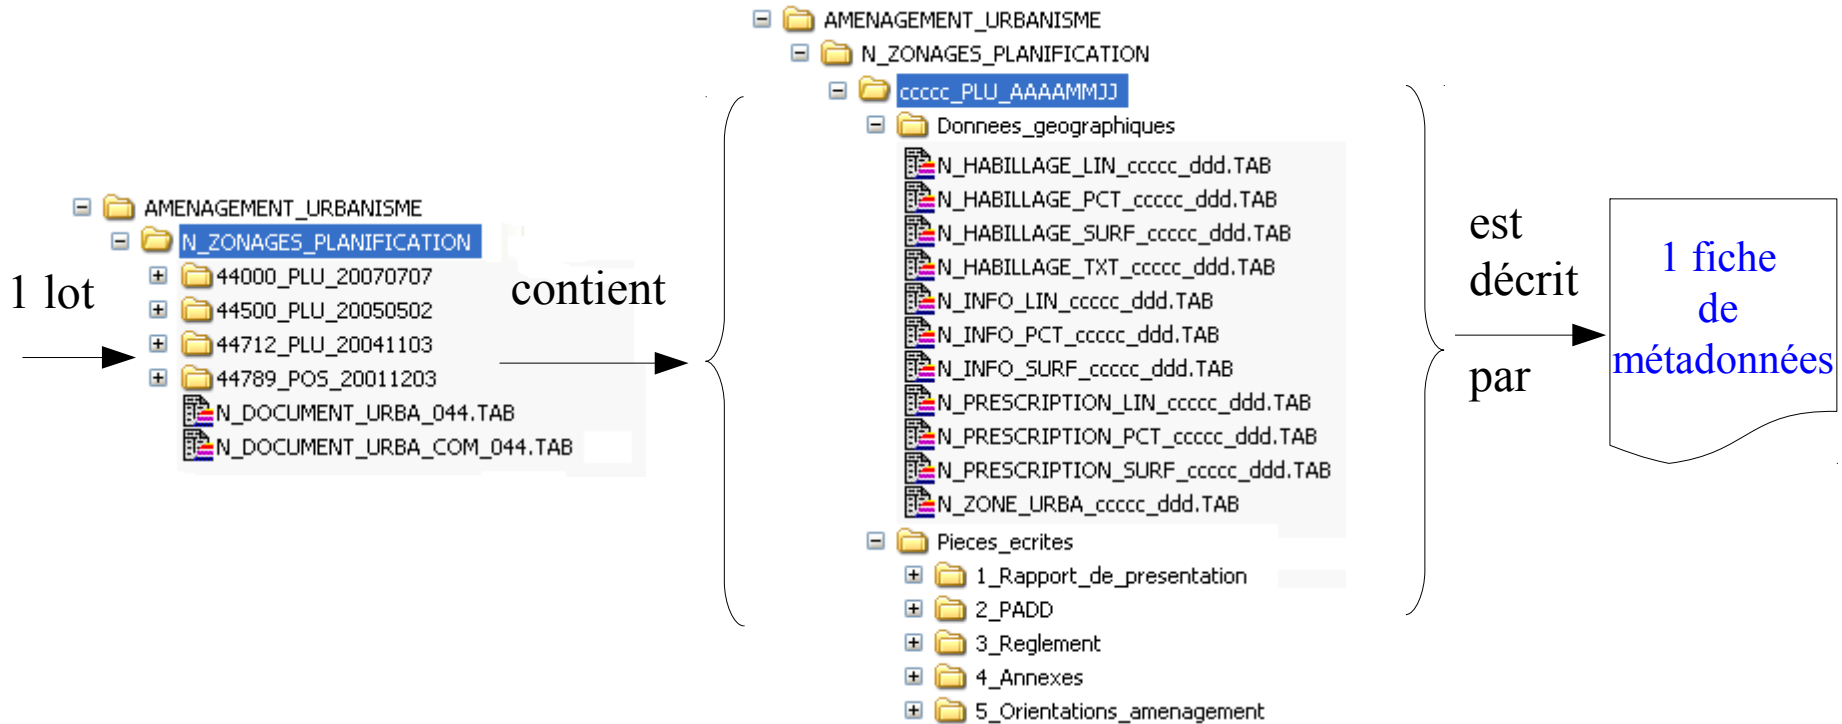 1 lot
AMENAGEMENT_URBANISME
N_ZONAGES_PLANIFICATION
44000_PLU_20070707
44500_PLU_20050502
44712_PLU_20041103
44789_POS_20011203
N_DOCUMENT_URBA_044.TAB
N_DOCUMENT_URBA_COM_044.TAB
contient
AMENAGEMENT_URBANISME
N_ZONAGES_PLANIFICATION
ccccc_PLU_AAAAMMJJ
Donnees_geographiques
N_HABILLAGE_LIN_ccccc_ddd.TAB
N_HABILLAGE_PCT_ccccc_ddd.TAB
N_HABILLAGE_SURF_ccccc_ddd.TAB
N_HABILLAGE_TXT_ccccc_ddd.TAB
N_INFO_LIN_ccccc_ddd.TAB
N_INFO_PCT_ccccc_ddd.TAB
N_INFO_SURF_ccccc_ddd.TAB
N_PRESCRIPTION_LIN_ccccc_ddd.TAB
N_PRESCRIPTION_PCT_ccccc_ddd.TAB
N_PRESCRIPTION_SURF_ccccc_ddd.TAB
N_ZONE_URBA_ccccc_ddd.TAB
Pieces_ecrites
1_Rapport_de_presentation
2_PADD
3_Reglement
4_Annexes
5_Orientations_amenagement
est
décrit
par
1 fiche
de
métadonnées